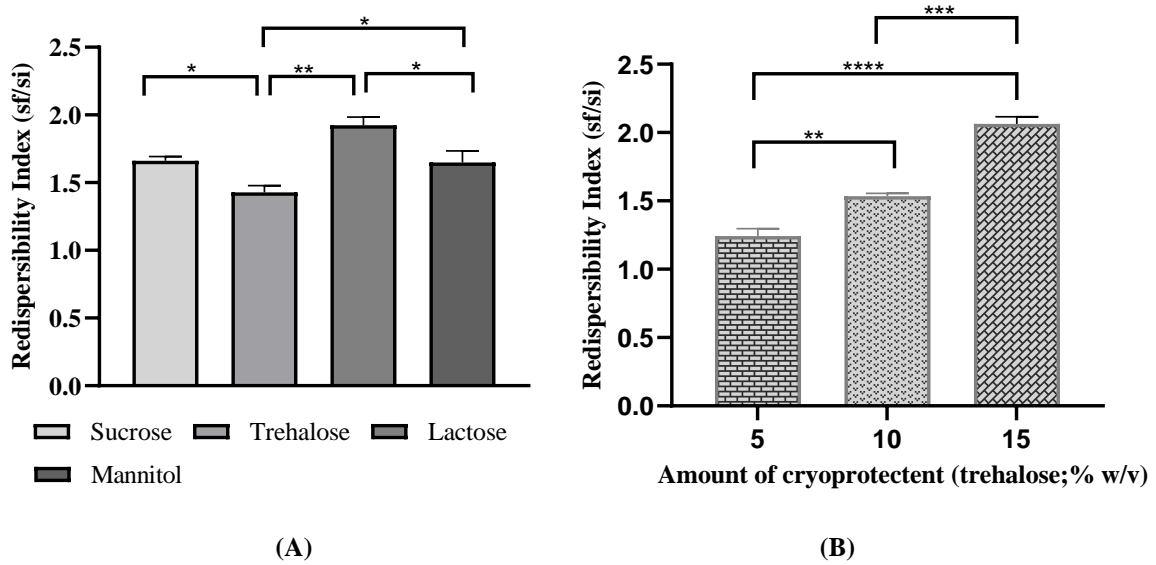 *
* ** *
2.5
2.0
1.5
1.0
0.5
0.0
Redispersibility Index (sf/si)
Sucrose Trehalose Lactose
Mannitol
(A)
***
****
**
2.5
2.0
1.5
1.0
0.5
0.0
Redispersibility Index (sf/si)
5 10 15
Amount of cryoprotectent (trehalose;% w/v)
(B)